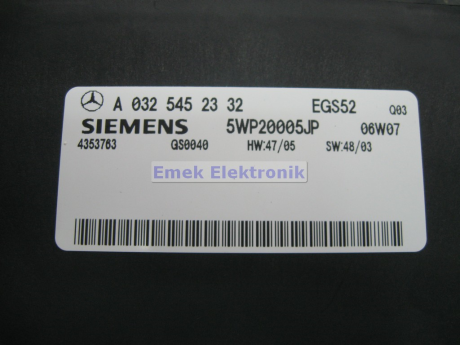 A 032 545 23 32 EGS52 Q03
SIEMENS 5WP20005JP 06W07
4353763 GS0040 HW:47/05 SW:48/03
Emek Elektronik